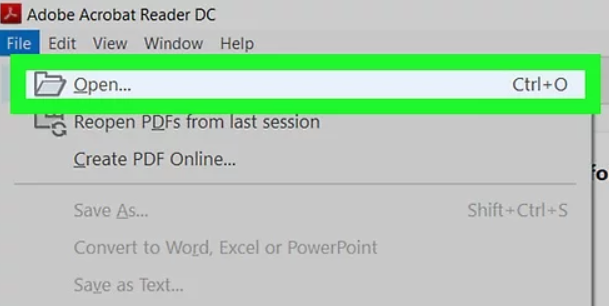 Adobe Acrobat Reader DC
File Edit View Window Help
Open... Ctrl+O
Reopen PDFs from last session
Create PDF Online...
fo
Save As... Shift+Ctrl+S
Convert to Word, Excel or PowerPoint
Save as Text...